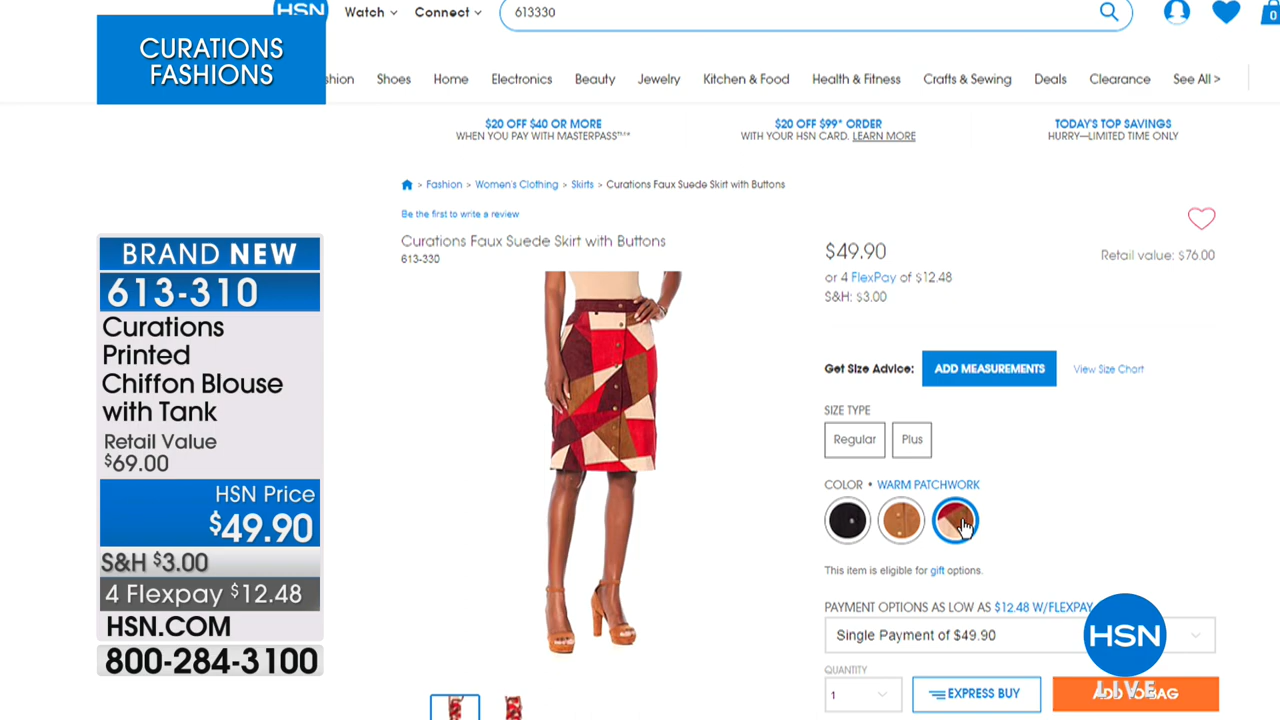 HSN
Watch
Connect
613330
0
CURATIONS
FASHIONS
Shoes
Home
Electronics
Beauty
Jewelry
Kitchen & Food
Health & Fitness
Crafts & Sewing
Deals
Clearance
See All >
$20 OFF $40 OR MORE
WHEN YOU PAY WITH MASTERPASS™*
$20 OFF $99* ORDER
WITH YOUR HSN CARD. LEARN MORE
TODAY'S TOP SAVINGS
HURRY—LIMITED TIME ONLY
> Fashion > Women's Clothing > Skirts > Curations Faux Suede Skirt with Buttons
Be the first to write a review
Curations Faux Suede Skirt with Buttons
613-330
$49.90
Retail value: $76.00
or 4 FlexPay of $12.48
S&H: $3.00
Get Size Advice:
ADD MEASUREMENTS
View Size Chart
SIZE TYPE
Regular
Plus
COLOR • WARM PATCHWORK
This item is eligible for gift options.
PAYMENT OPTIONS AS LOW AS $12.48 W/FLEXPAY
Single Payment of $49.90
QUANTITY
1
EXPRESS BUY
ADD TO BAG
HSN
LIVE
BRAND NEW
613-310
Curations
Printed
Chiffon Blouse
with Tank
Retail Value
$69.00
HSN Price
$49.90
S&H $3.00
4 Flexpay $12.48
HSN.COM
800-284-3100